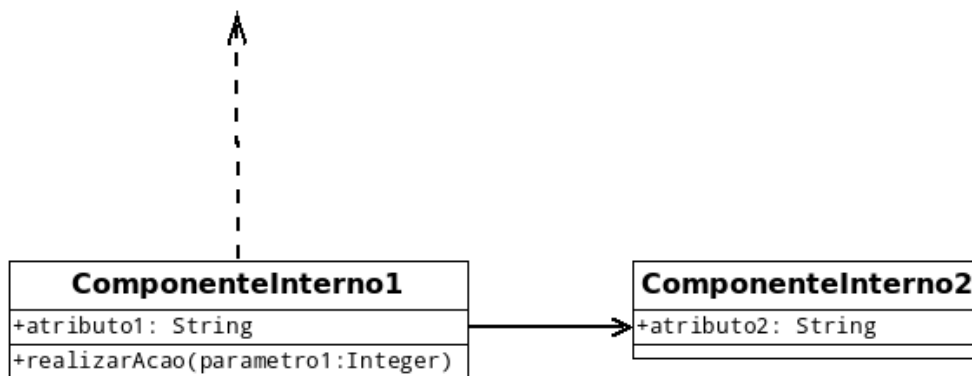 ComponenteInterno1
+atributo1: String
+realizarAcao(parametro1:Integer)
ComponenteInterno2
+atributo2: String